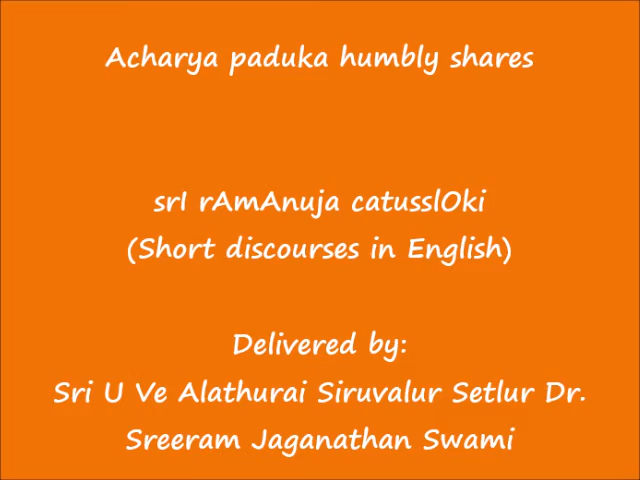 Acharya paduka humbly shares
srI rAmAnuja catusslOki
(Short discourses in English)
Delivered by:
Sri U Ve Alathurai Siruvalur Setlur Dr.
Sreeram Jaganathan Swami